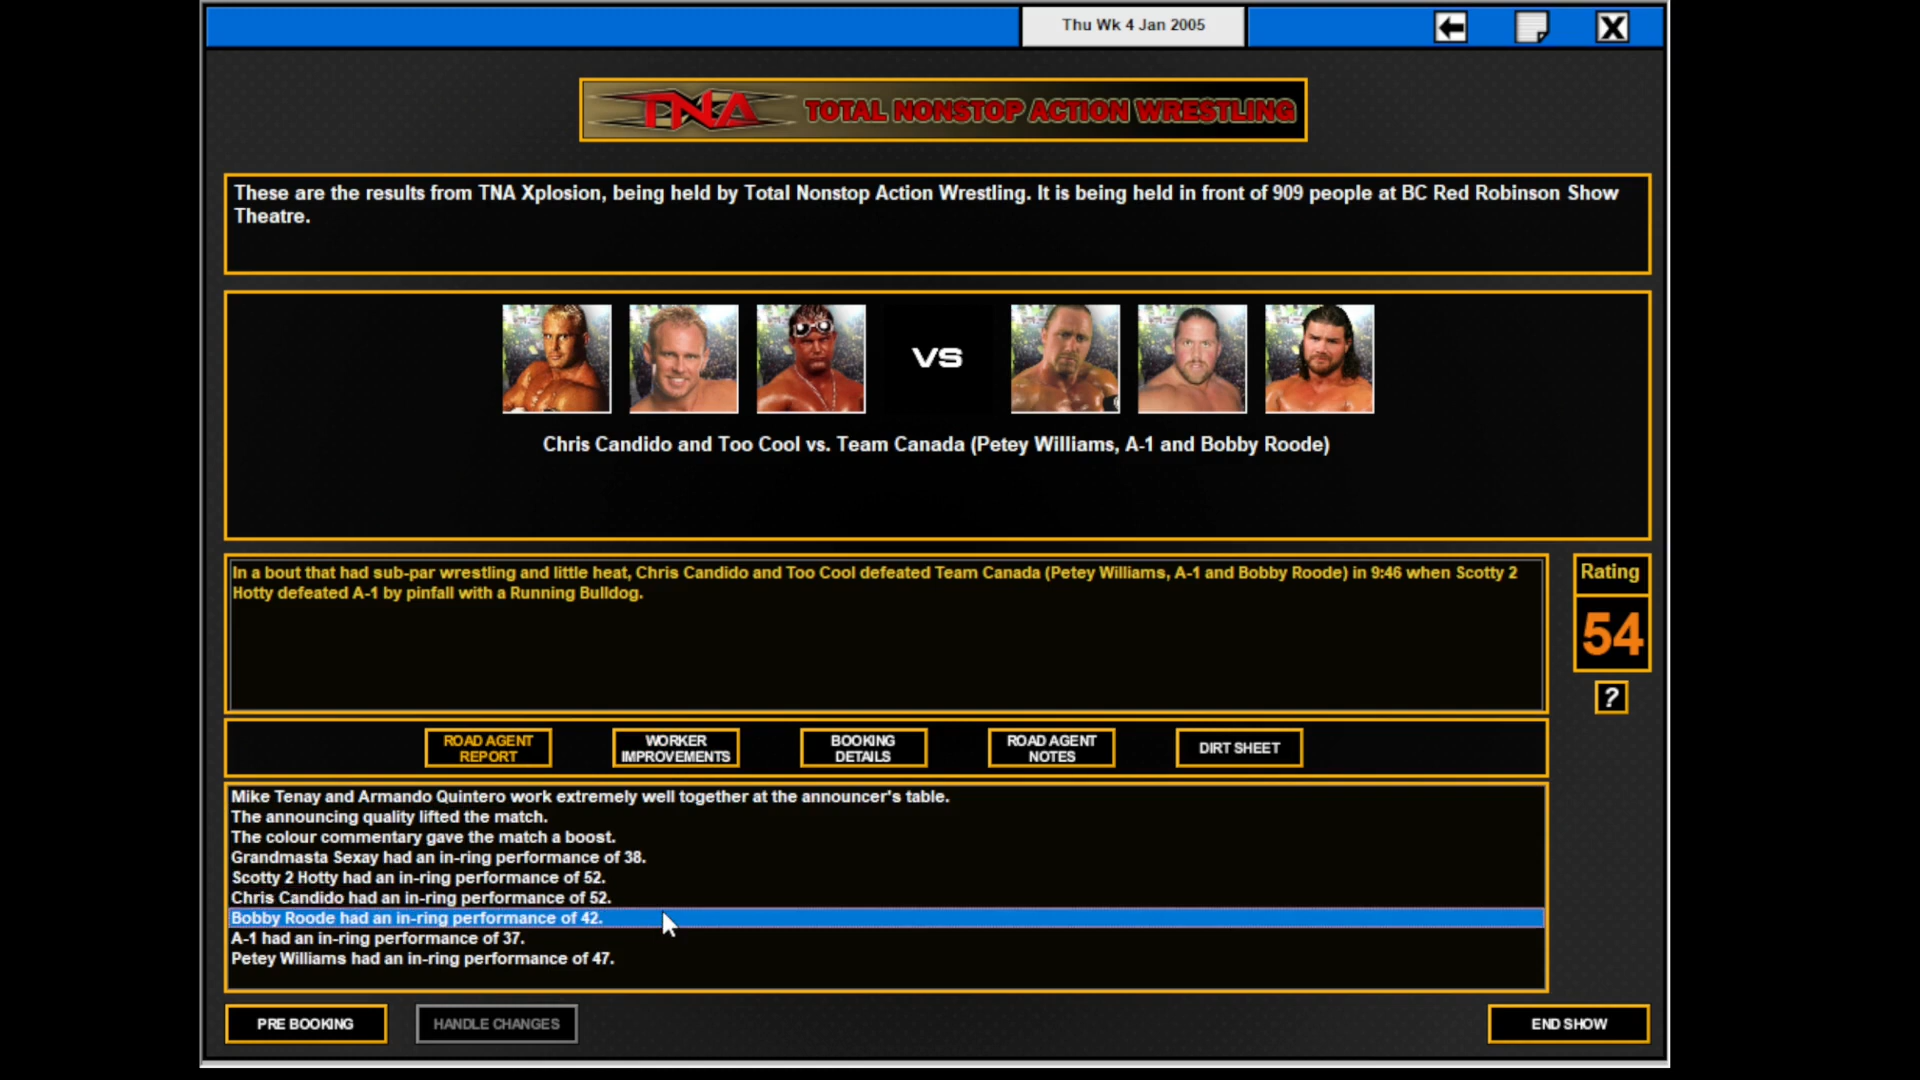 Thu Wk 4 Jan 2005
TNA TOTAL NONSTOP ACTION WRESTLING
These are the results from TNA Xplosion, being held by Total Nonstop Action Wrestling. It is being held in front of 909 people at BC Red Robinson Show
Theatre.
VS
Chris Candido and Too Cool vs. Team Canada (Petey Williams, A-1 and Bobby Roode)
In a bout that had sub-par wrestling and little heat, Chris Candido and Too Cool defeated Team Canada (Petey Williams, A-1 and Bobby Roode) in 9:46 when Scotty 2
Hotty defeated A-1 by pinfall with a Running Bulldog.
Rating
54
?
ROAD AGENT
REPORT
WORKER
IMPROVEMENTS
BOOKING
DETAILS
ROAD AGENT
NOTES
DIRT SHEET
Mike Tenay and Armando Quintero work extremely well together at the announcer's table.
The announcing quality lifted the match.
The colour commentary gave the match a boost.
Grandmasta Sexay had an in-ring performance of 38.
Scotty 2 Hotty had an in-ring performance of 52.
Chris Candido had an in-ring performance of 52.
Bobby Roode had an in-ring performance of 42.
A-1 had an in-ring performance of 37.
Petey Williams had an in-ring performance of 47.
PRE BOOKING
HANDLE CHANGES
END SHOW